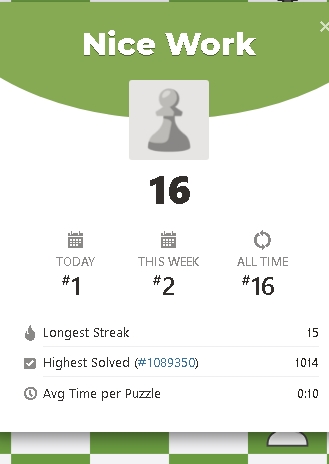 Nice Work
16
TODAY THIS WEEK ALL TIME
#1 #2 #16
Longest Streak 15
Highest Solved (#1089350) 1014
Avg Time per Puzzle 0:10